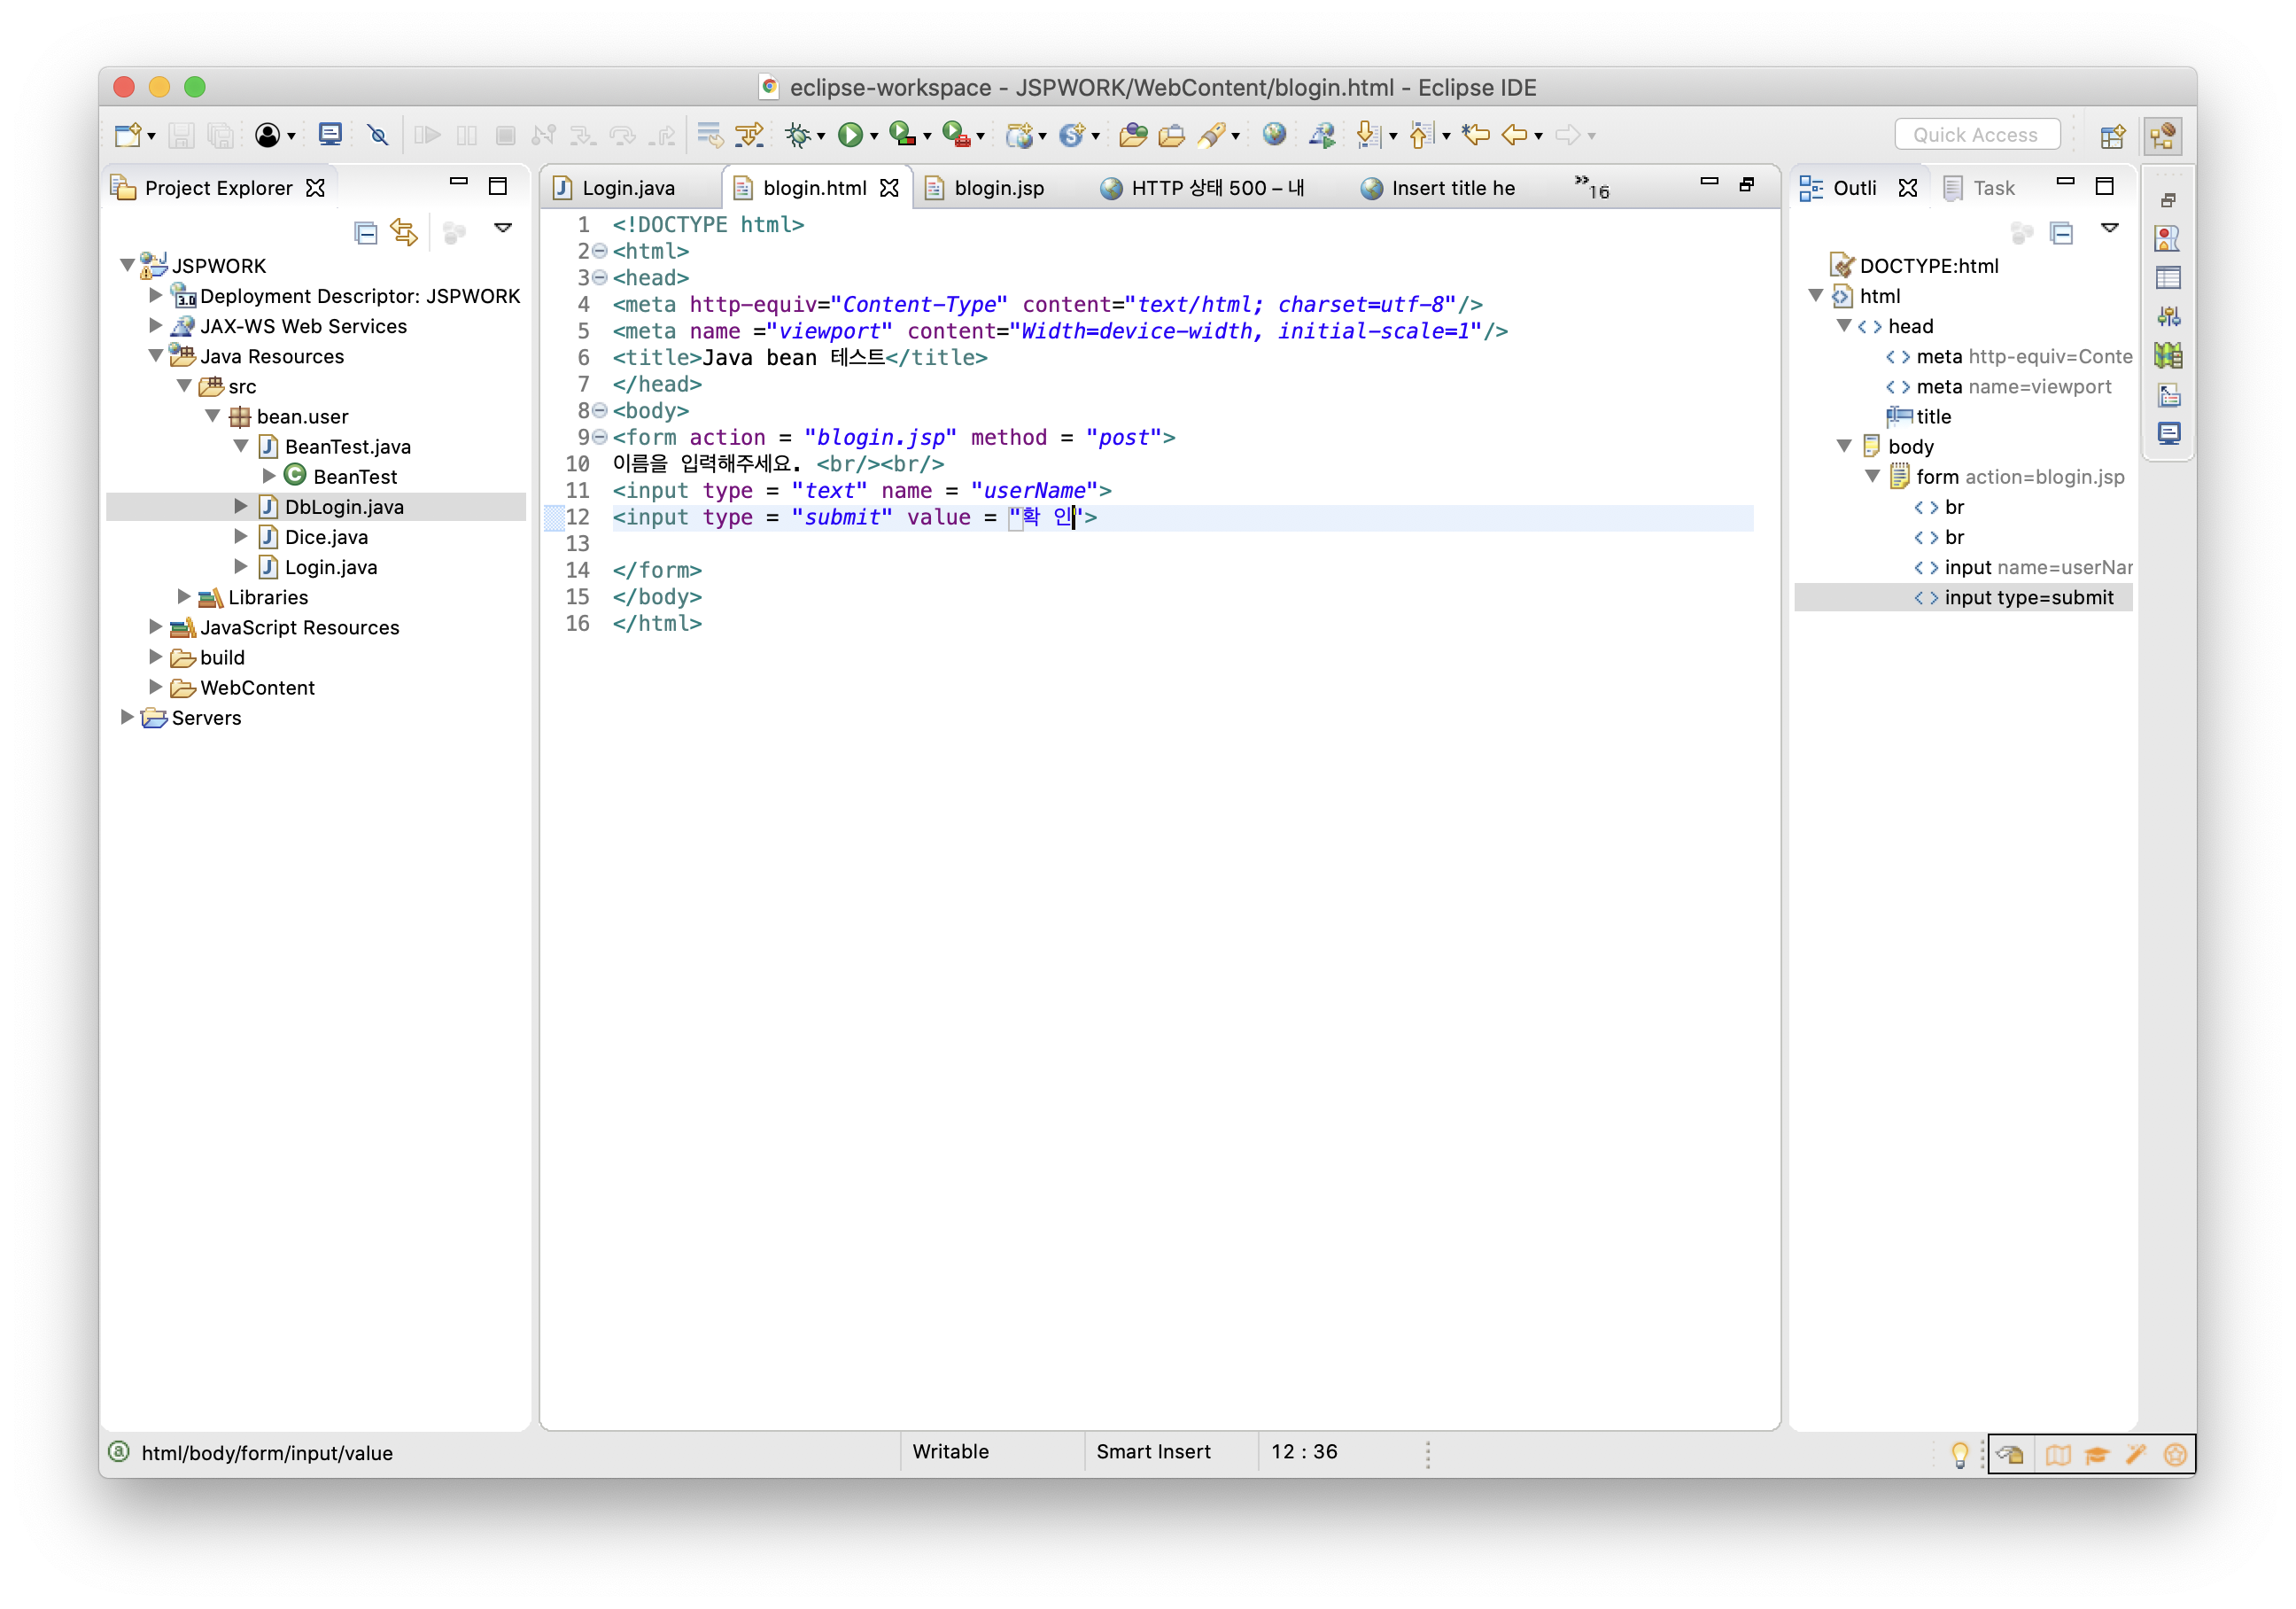 eclipse-workspace - JSPWORK/WebContent/blogin.html - Eclipse IDE
Quick Access
Project Explorer
JSPWORK
3.0 Deployment Descriptor: JSPWORK
JAX-WS Web Services
Java Resources
src
bean.user
BeanTest.java
BeanTest
DbLogin.java
Dice.java
Login.java
Libraries
JavaScript Resources
build
WebContent
Servers
Login.java blogin.html blogin.jsp HTTP 상태 500 – 내 Insert title he »16
1 <!DOCTYPE html>
2 <html>
3 <head>
4 <meta http-equiv="Content-Type" content="text/html; charset=utf-8"/>
5 <meta name ="viewport" content="Width=device-width, initial-scale=1"/>
6 <title>Java bean 테스트</title>
7 </head>
8 <body>
9 <form action = "blogin.jsp" method = "post">
10 이름을 입력해주세요. <br/><br/>
11 <input type = "text" name = "userName">
12 <input type = "submit" value = "확 인">
13
14 </form>
15 </body>
16 </html>
Outli Task
DOCTYPE:html
html
head
meta http-equiv=Conte
meta name=viewport
title
body
form action=blogin.jsp
br
br
input name=userNar
input type=submit
html/body/form/input/value Writable Smart Insert 12 : 36